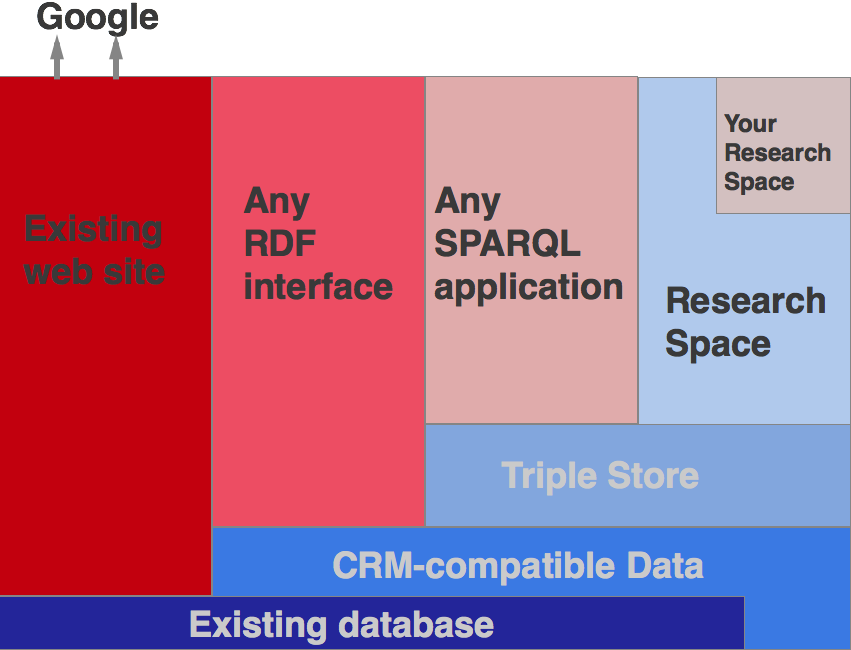 Google
Existing
web site
Any
RDF
interface
Any
SPARQL
application
Your
Research
Space
Research
Space
Triple Store
CRM-compatible Data
Existing database